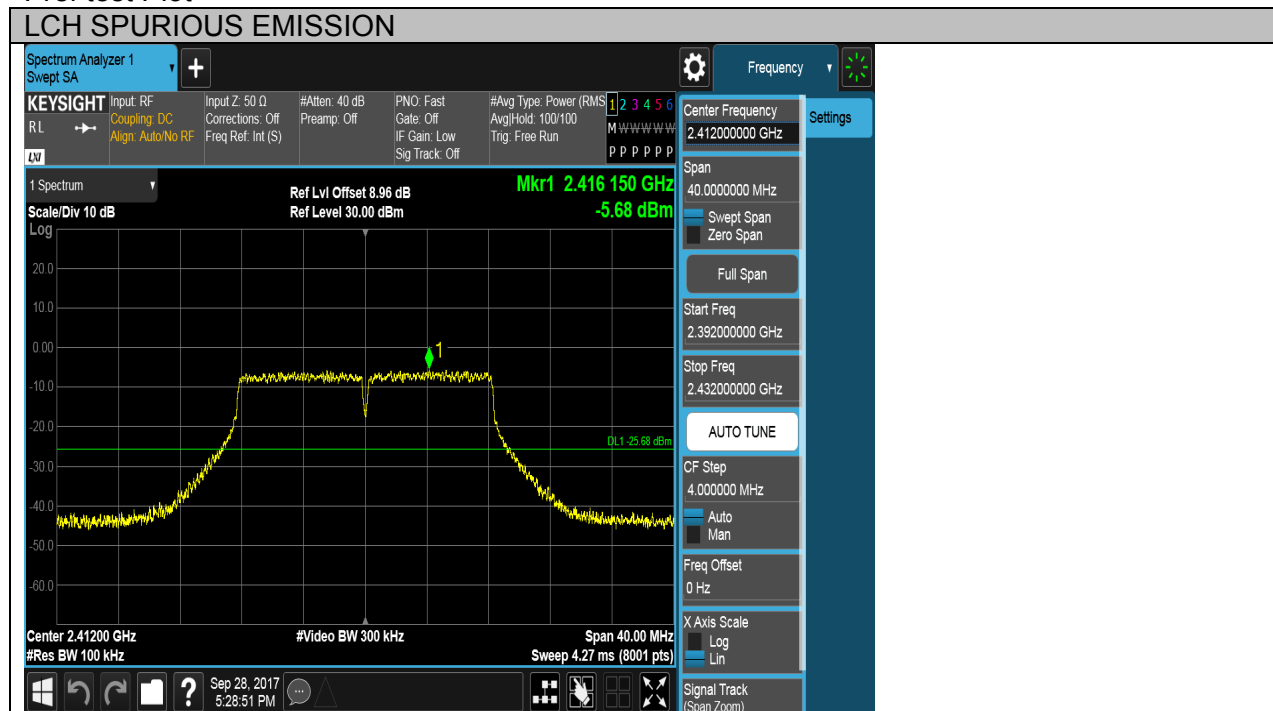 LCH SPURIOUS EMISSION
Spectrum Analyzer 1
Swept SA
+
Frequency
KEYSIGHT
RL
LXI
Input: RF
Coupling: DC
Align: Auto/No RF
Input Z: 50 Ω
Corrections: Off
Freq Ref: Int (S)
#Atten: 40 dB
Preamp: Off
PNO: Fast
Gate: Off
IF Gain: Low
Sig Track: Off
#Avg Type: Power (RMS
Avg|Hold: 100/100
Trig: Free Run
1 2 3 4 5 6
M W W W W W
P P P P P P
1 Spectrum
Scale/Div 10 dB
Log
Ref Lvl Offset 8.96 dB
Ref Level 30.00 dBm
Mkr1 2.416 150 GHz
-5.68 dBm
20.0
10.0
0.00
-10.0
-20.0
-30.0
-40.0
-50.0
-60.0
1
DL1 -25.68 dBm
Center 2.41200 GHz
#Res BW 100 kHz
#Video BW 300 kHz
Span 40.00 MHz
Sweep 4.27 ms (8001 pts)
?
Sep 28, 2017
5:28:51 PM
Center Frequency
2.412000000 GHz
Settings
Span
40.0000000 MHz
Swept Span
Zero Span
Full Span
Start Freq
2.392000000 GHz
Stop Freq
2.432000000 GHz
AUTO TUNE
CF Step
4.000000 MHz
Auto
Man
Freq Offset
0 Hz
X Axis Scale
Log
Lin
Signal Track
(Span Zoom)